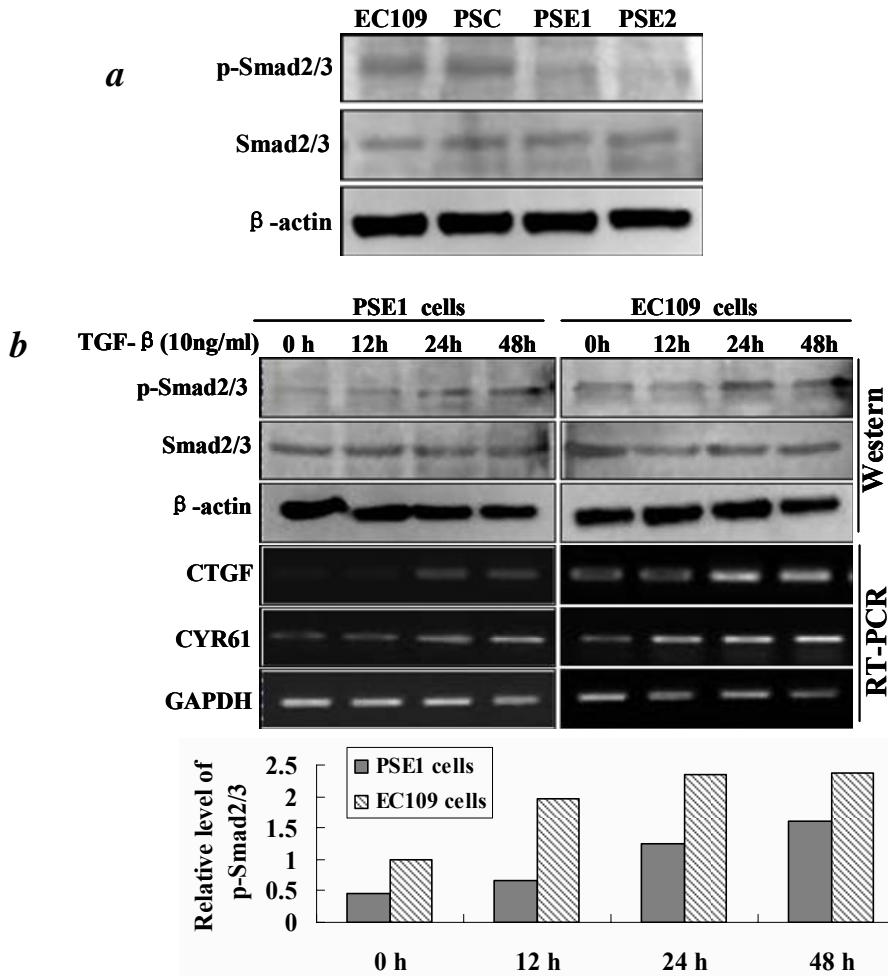 EC109 PSC PSE1 PSE2
a
p-Smad2/3
Smad2/3
β-actin
PSE1 cells EC109 cells
b
TGF-β(10ng/ml) 0 h 12h 24h 48h 0h 12h 24h 48h
p-Smad2/3
Smad2/3
β-actin
Western
CTGF
CYR61
GAPDH
RT-PCR
Relative level of
p-Smad2/3
2.5
2
1.5
1
0.5
0
PSE1 cells
EC109 cells
0 h 12 h 24 h 48 h